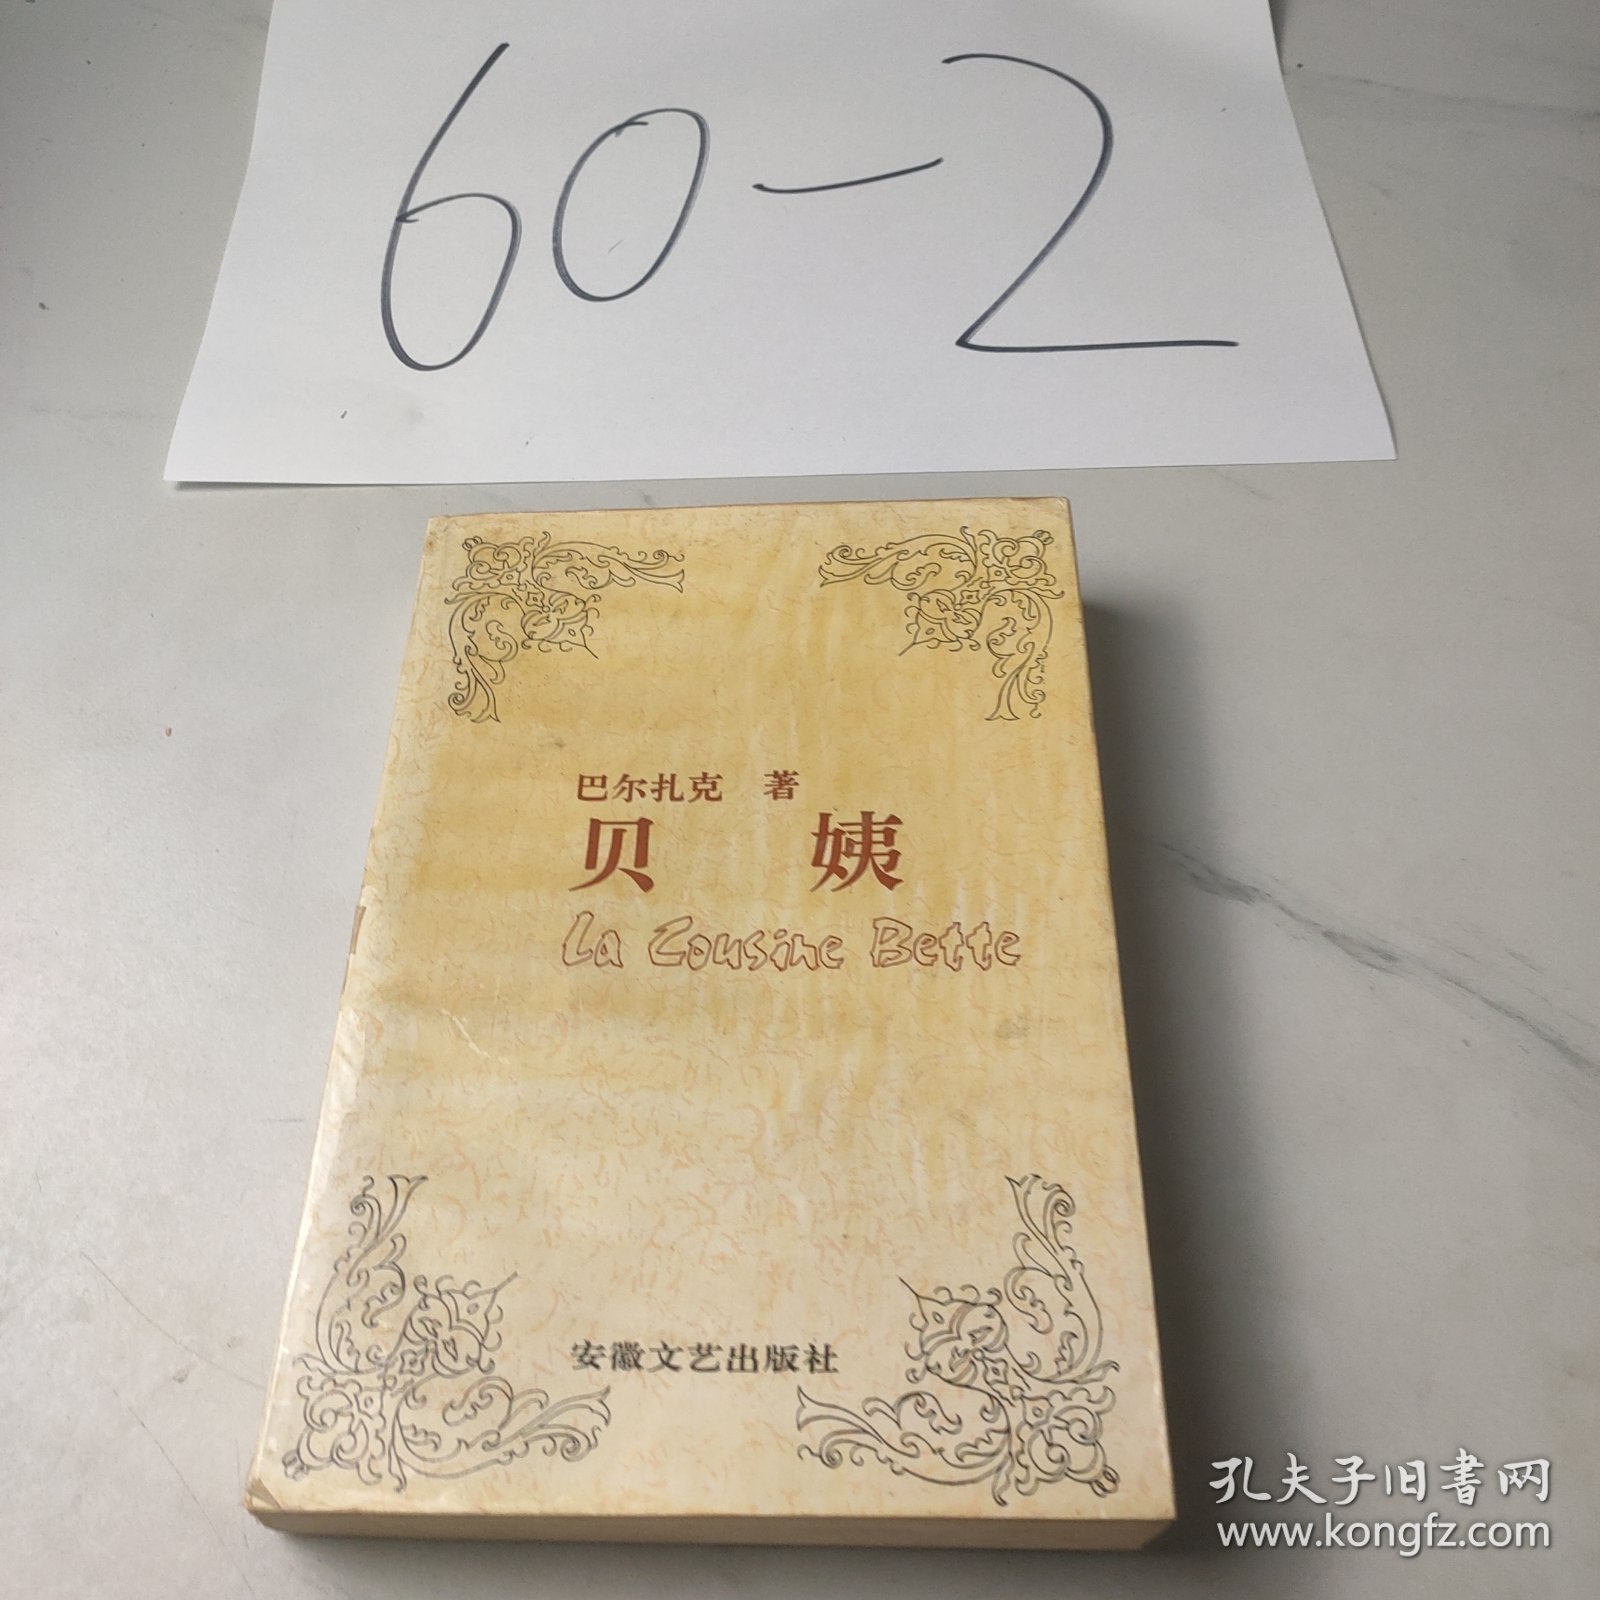 60-2
巴尔扎克 著
贝 姨
La Cousine Bette
安徽文艺出版社
孔夫子旧书网
www.kongfz.com